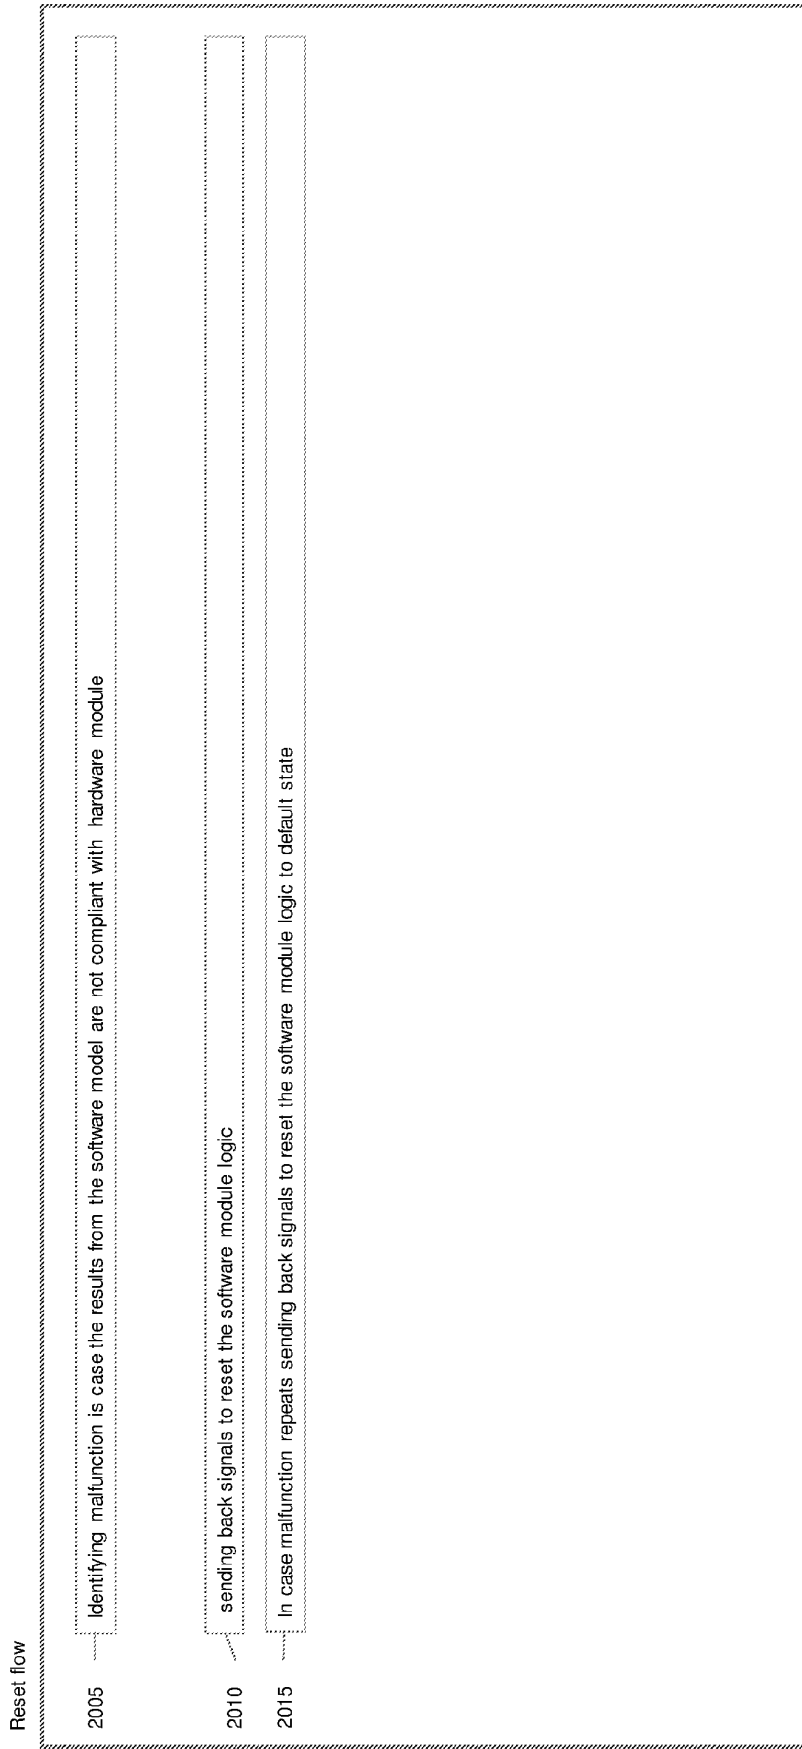 Reset flow
2005 Identifying malfunction is case the results from the software model are not compliant with hardware module
2010 sending back signals to reset the software module logic
2015 In case malfunction repeats sending back signals to reset the software module logic to default state